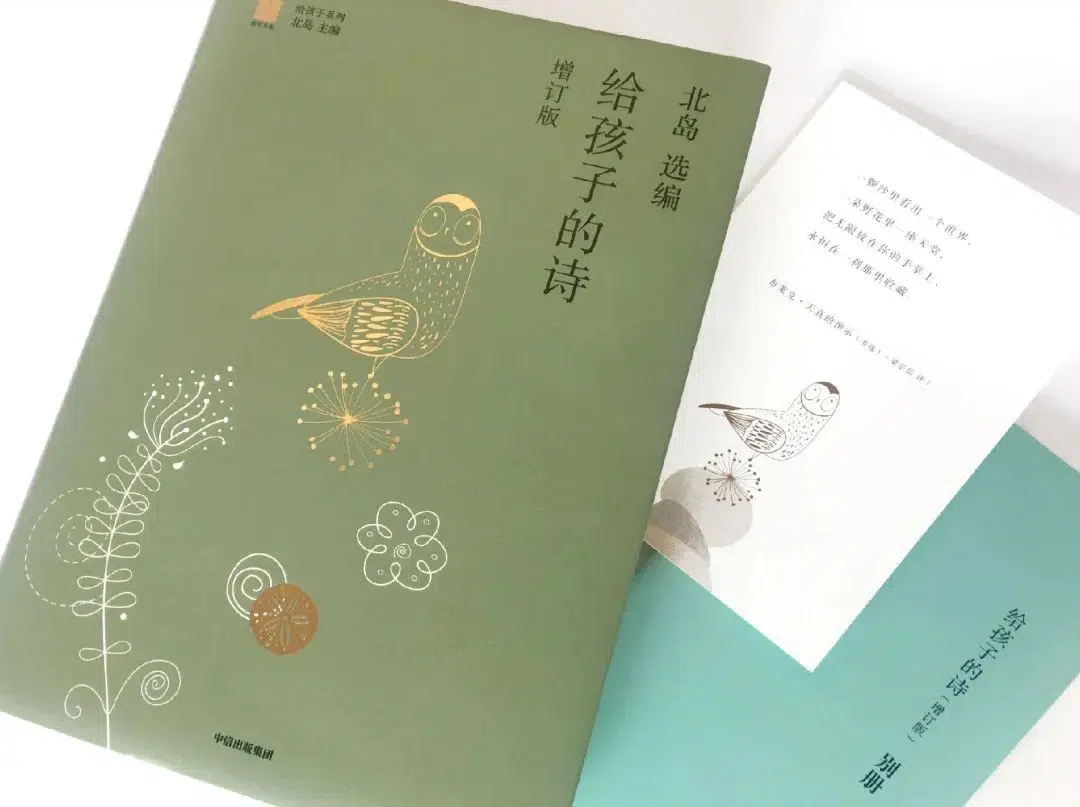 给孩子系列
北岛 主编
北岛 选编
给孩子的诗
增订版
中信出版集团
一颗沙里看出一个世界，
一朵野花里一座天堂，
把无限放在你的手掌上，
永恒在一刹那里收藏。
布莱克·天真的预示（节选）·梁宗岱 译
给孩子的诗（增订版） 别册